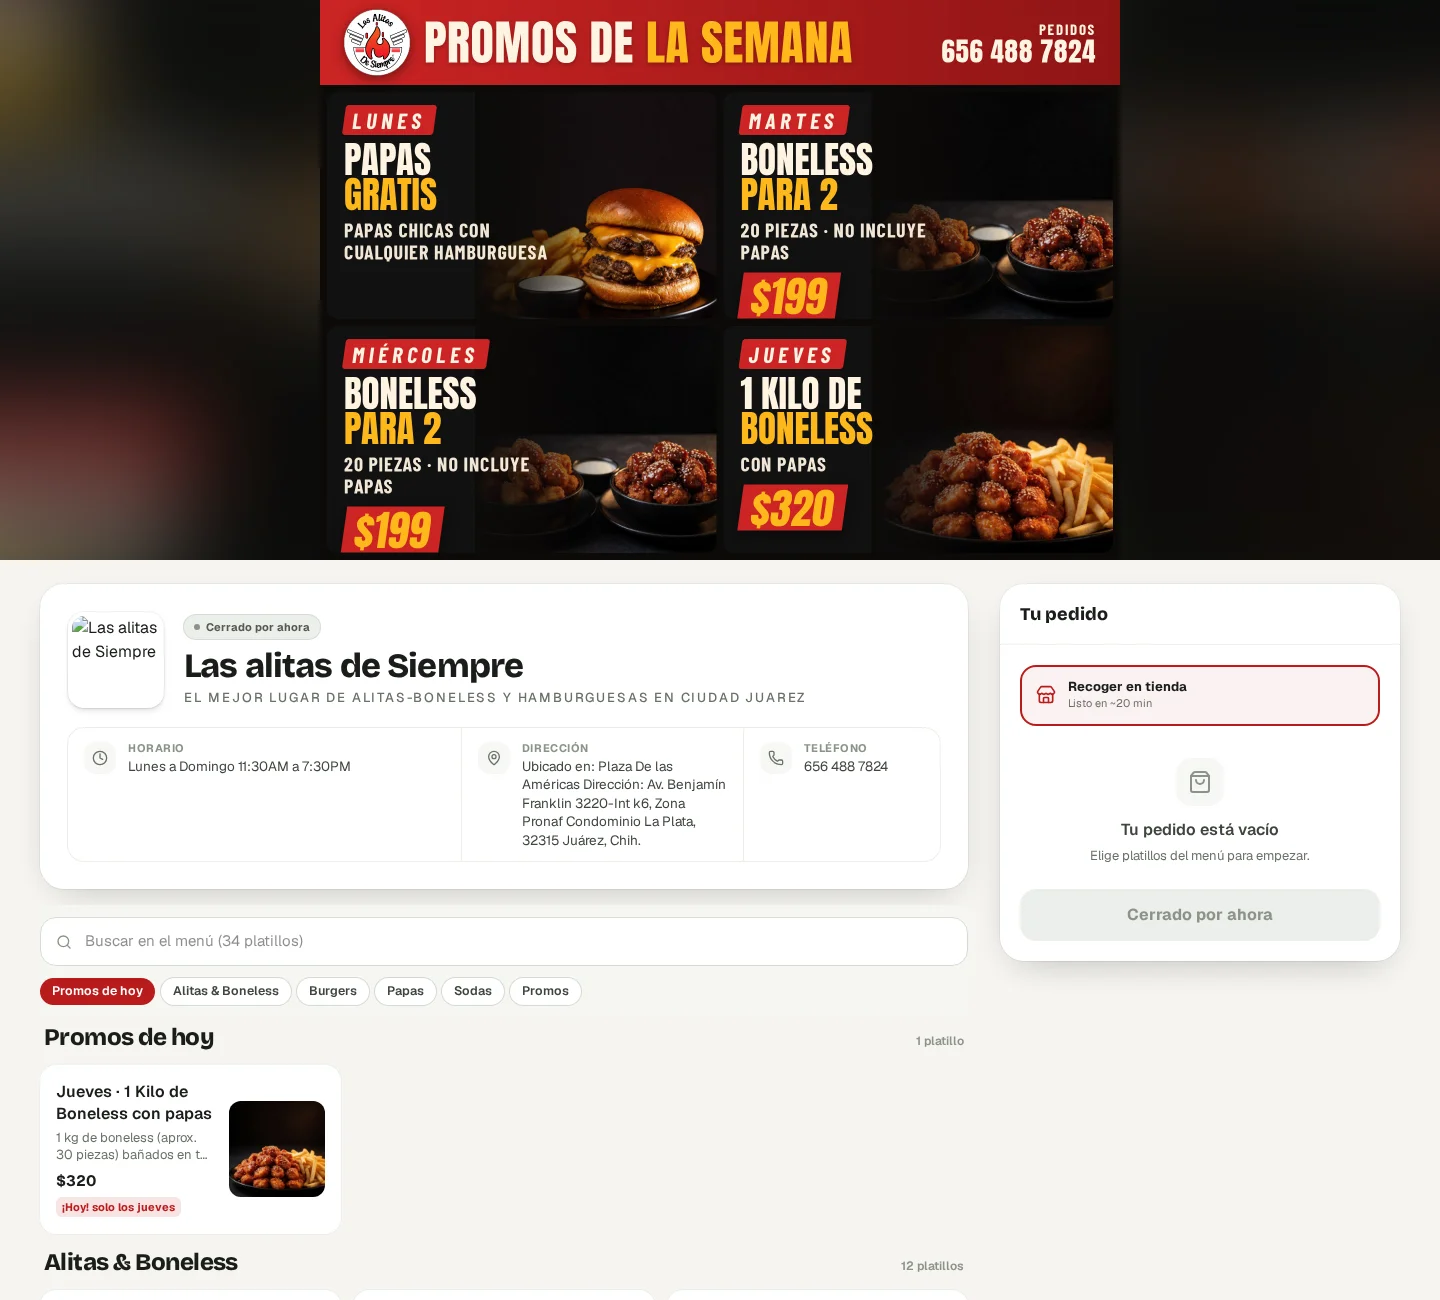 Las Alitas
De Siempre
PROMOS DE LA SEMANA
PEDIDOS
656 488 7824
LUNES
PAPAS
GRATIS
PAPAS CHICAS CON
CUALQUIER HAMBURGUESA
MARTES
BONELESS
PARA 2
20 PIEZAS · NO INCLUYE
PAPAS
$199
MIÉRCOLES
BONELESS
PARA 2
20 PIEZAS · NO INCLUYE
PAPAS
$199
JUEVES
1 KILO DE
BONELESS
CON PAPAS
$320
Las alitas
de Siempre
Cerrado por ahora
Las alitas de Siempre
EL MEJOR LUGAR DE ALITAS-BONELESS Y HAMBURGUESAS EN CIUDAD JUAREZ
HORARIO
Lunes a Domingo 11:30AM a 7:30PM
DIRECCIÓN
Ubicado en: Plaza De las
Américas Dirección: Av. Benjamín
Franklin 3220-Int k6, Zona
Pronaf Condominio La Plata,
32315 Juárez, Chih.
TELÉFONO
656 488 7824
Buscar en el menú (34 platillos)
Promos de hoy
Alitas & Boneless
Burgers
Papas
Sodas
Promos
Promos de hoy
1 platillo
Jueves · 1 Kilo de
Boneless con papas
1 kg de boneless (aprox.
30 piezas) bañados en t...
$320
¡Hoy! solo los jueves
Alitas & Boneless
12 platillos
Tu pedido
Recoger en tienda
Listo en ~20 min
Tu pedido está vacío
Elige platillos del menú para empezar.
Cerrado por ahora